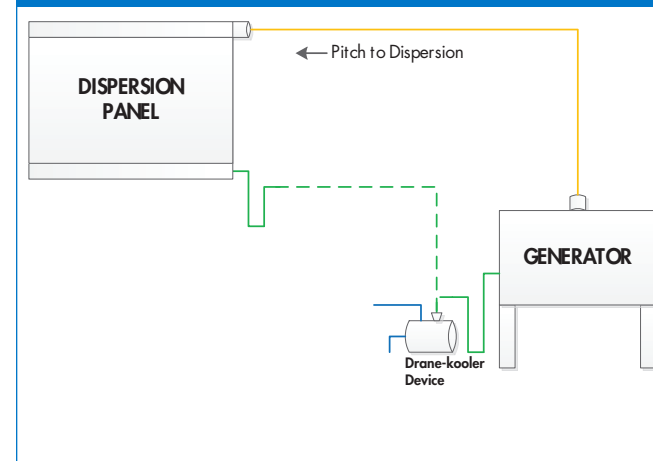 Pitch to Dispersion
DISPERSION
PANEL
GENERATOR
Drane-kooler
Device